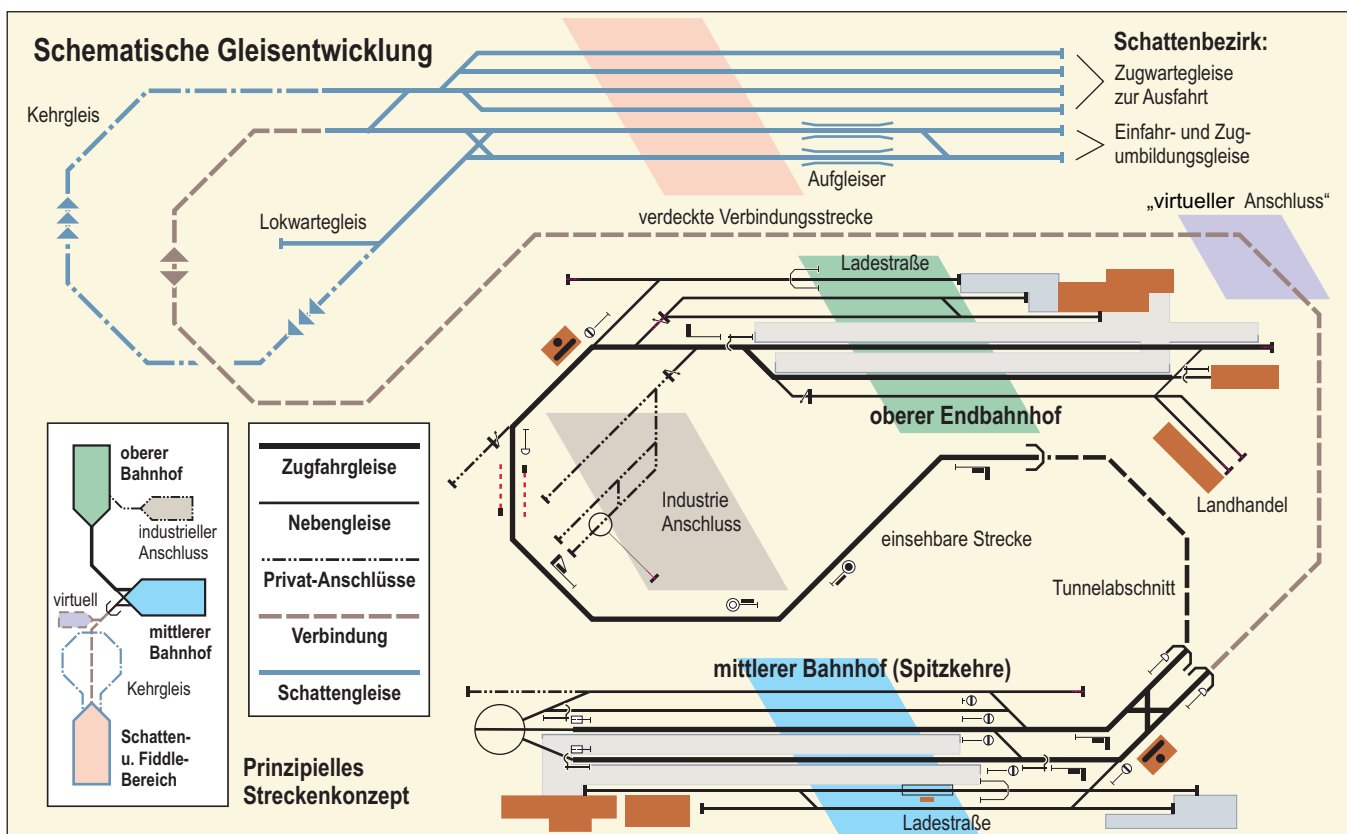 Schematische Gleisentwicklung
Schattenbezirk:
Zugwartegleise
zur Ausfahrt
Einfahr- und Zug-
umbildungsgleise
Kehrgleis
Lokwartegleis
Aufgleiser
verdeckte Verbindungsstrecke
„virtueller Anschluss“
Ladestraße
oberer Endbahnhof
Landhandel
Industrie
Anschluss
einsehbare Strecke
Tunnelabschnitt
mittlerer Bahnhof (Spitzkehre)
Ladestraße
oberer
Bahnhof
industrieller
Anschluss
virtuell
mittlerer
Bahnhof
Kehrgleis
Schatten-
u. Fiddle-
Bereich
Zugfahrgleise
Nebengleise
Privat-Anschlüsse
Verbindung
Schattengleise
Prinzipielles
Streckenkonzept